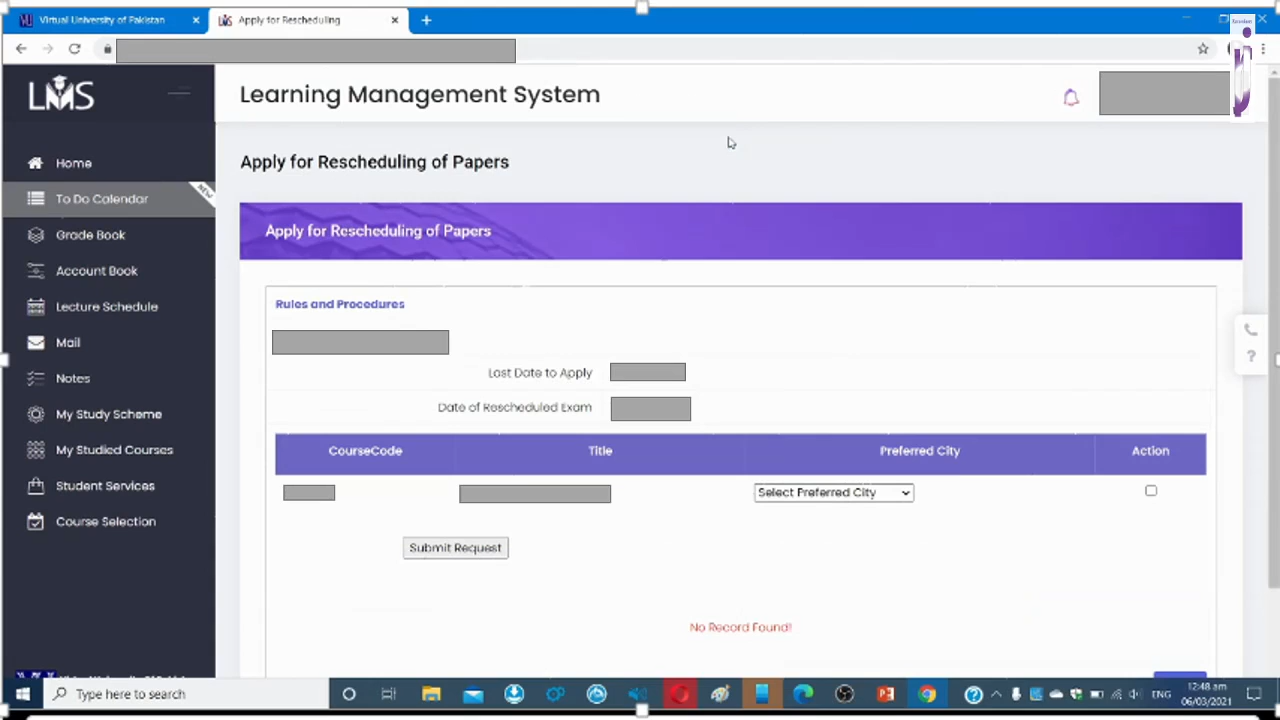 Virtual University of Pakistan
Apply for Rescheduling
LMS
Learning Management System
Home
To Do Calendar
NEW
Grade Book
Account Book
Lecture Schedule
Mail
Notes
My Study Scheme
My Studied Courses
Student Services
Course Selection
Apply for Rescheduling of Papers
Apply for Rescheduling of Papers
Rules and Procedures
Last Date to Apply
Date of Rescheduled Exam
CourseCode Title Preferred City Action
Select Preferred City
Submit Request
No Record Found!
Type here to search
ENG
12:48 am
06/03/2021